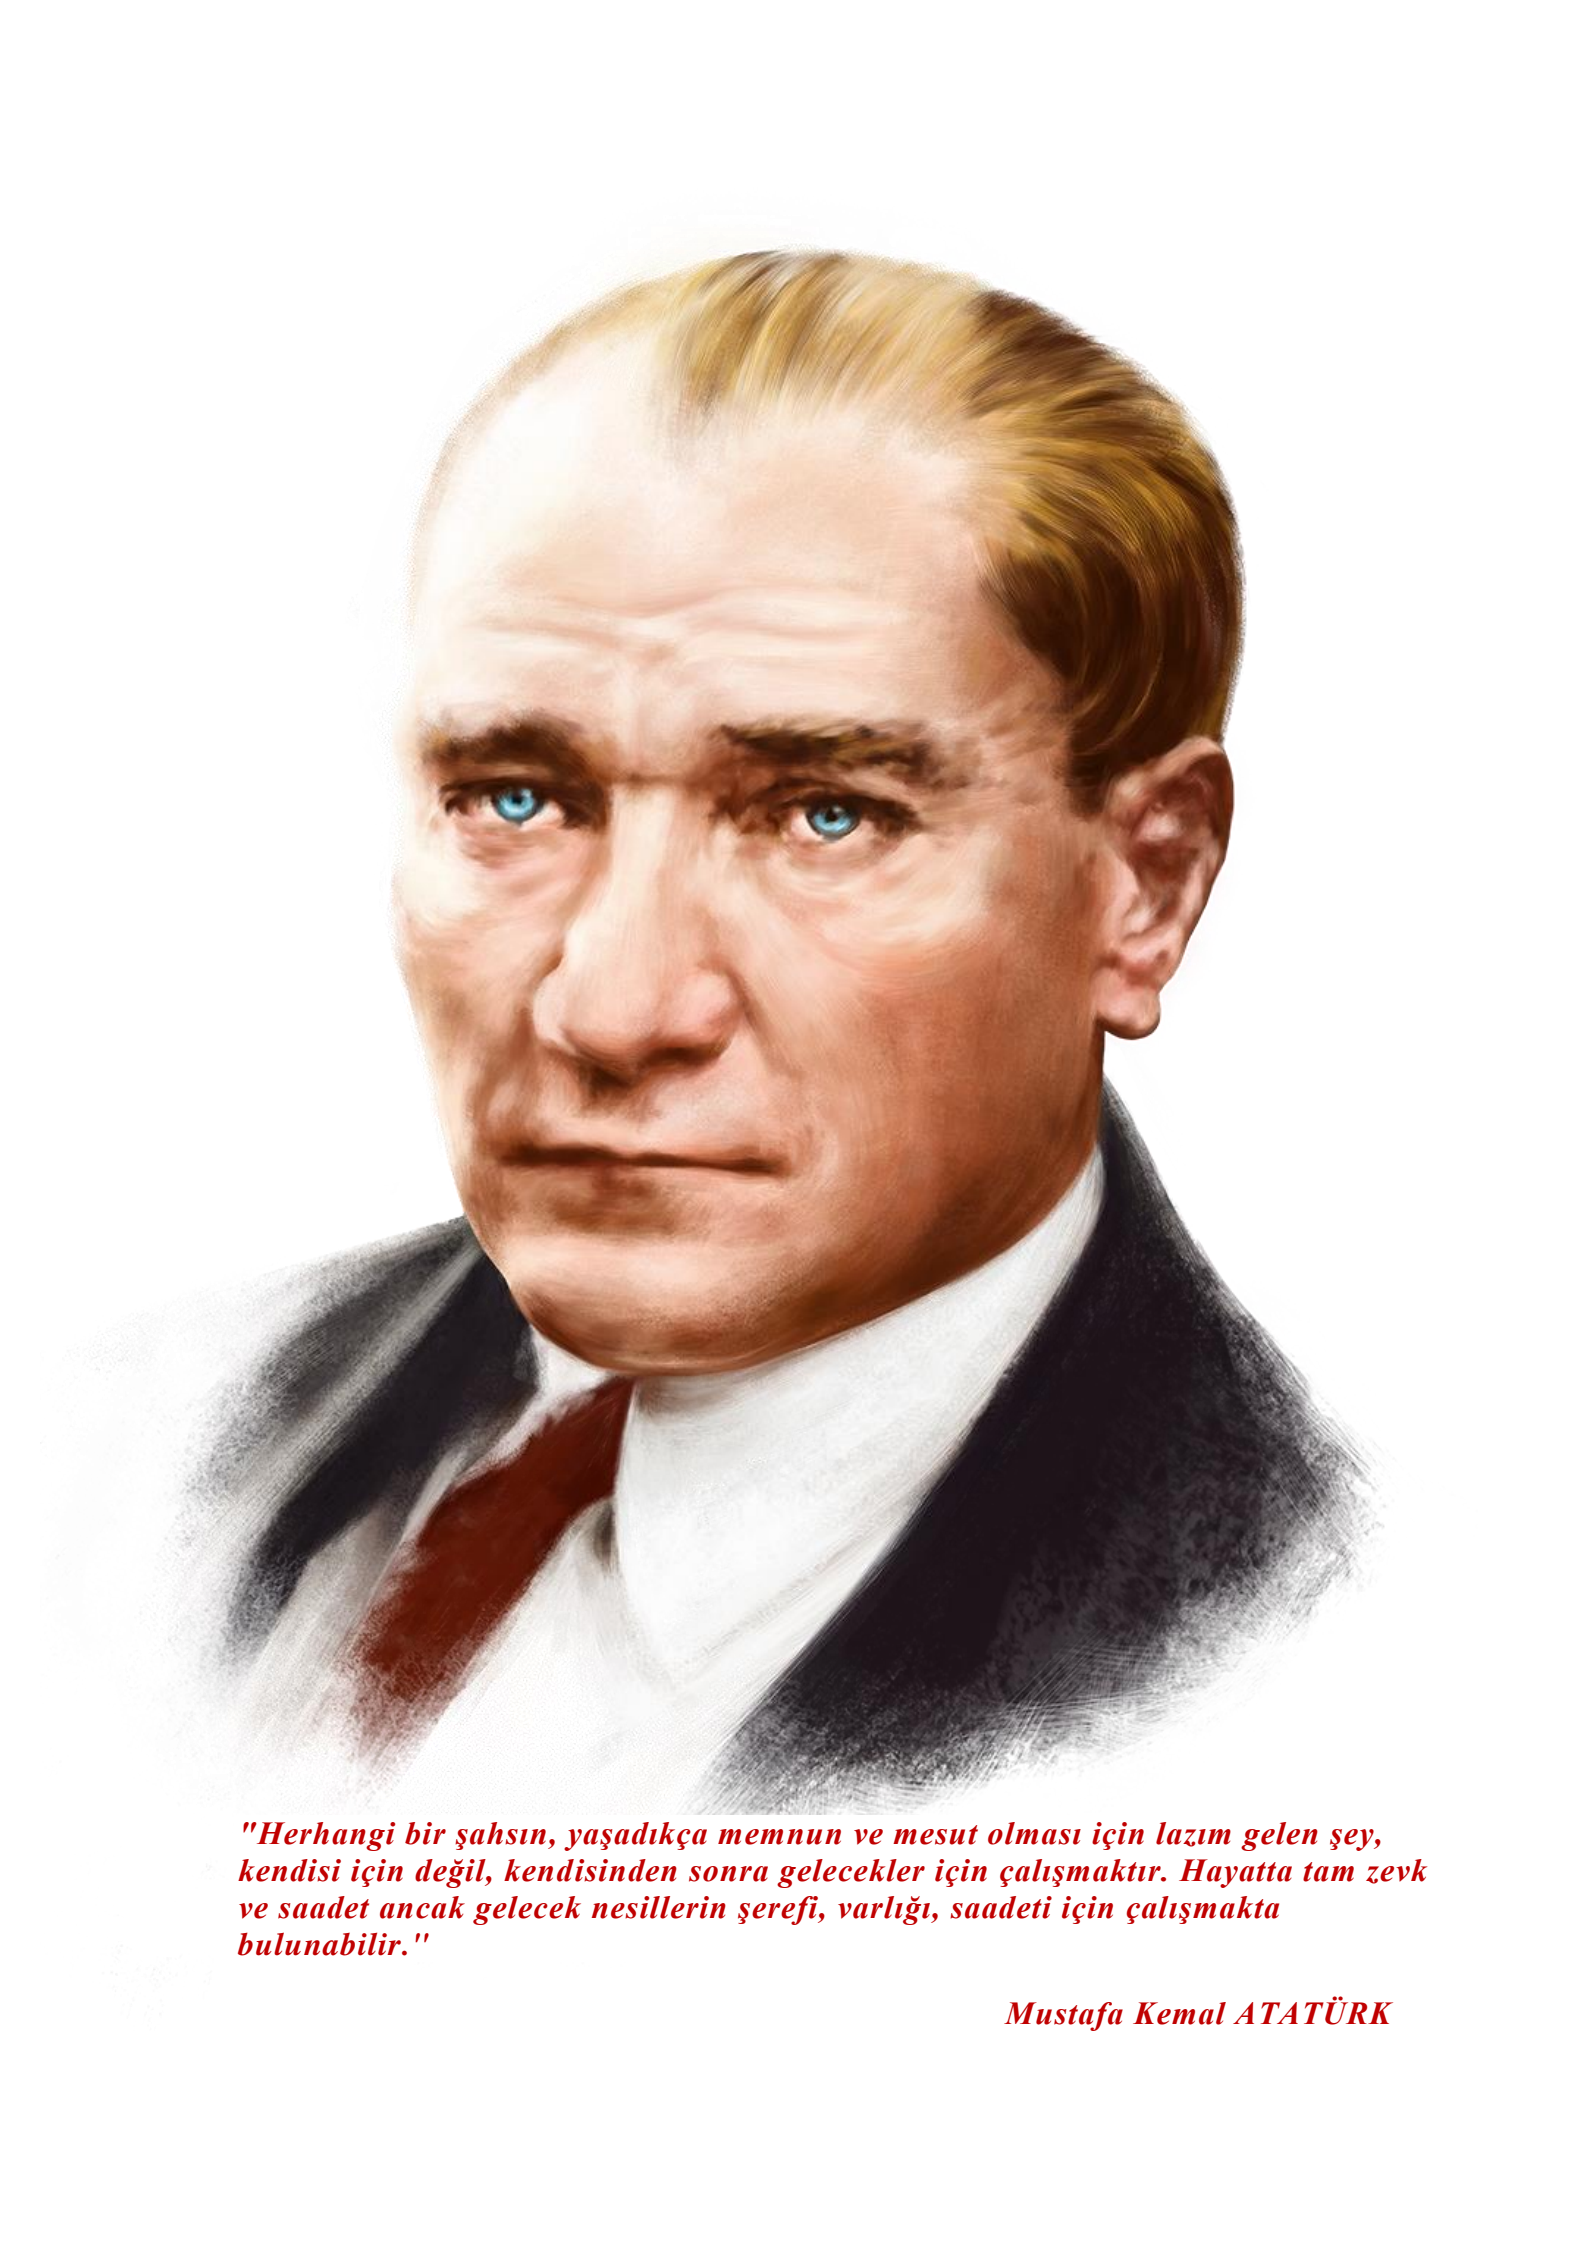 "Herhangi bir şahsın, yaşadıkça memnun ve mesut olması için lazım gelen şey,
kendisi için değil, kendisinden sonra gelecekler için çalışmaktır. Hayatta tam zevk
ve saadet ancak gelecek nesillerin şerefi, varlığı, saadeti için çalışmakta
bulunabilir."
Mustafa Kemal ATATÜRK